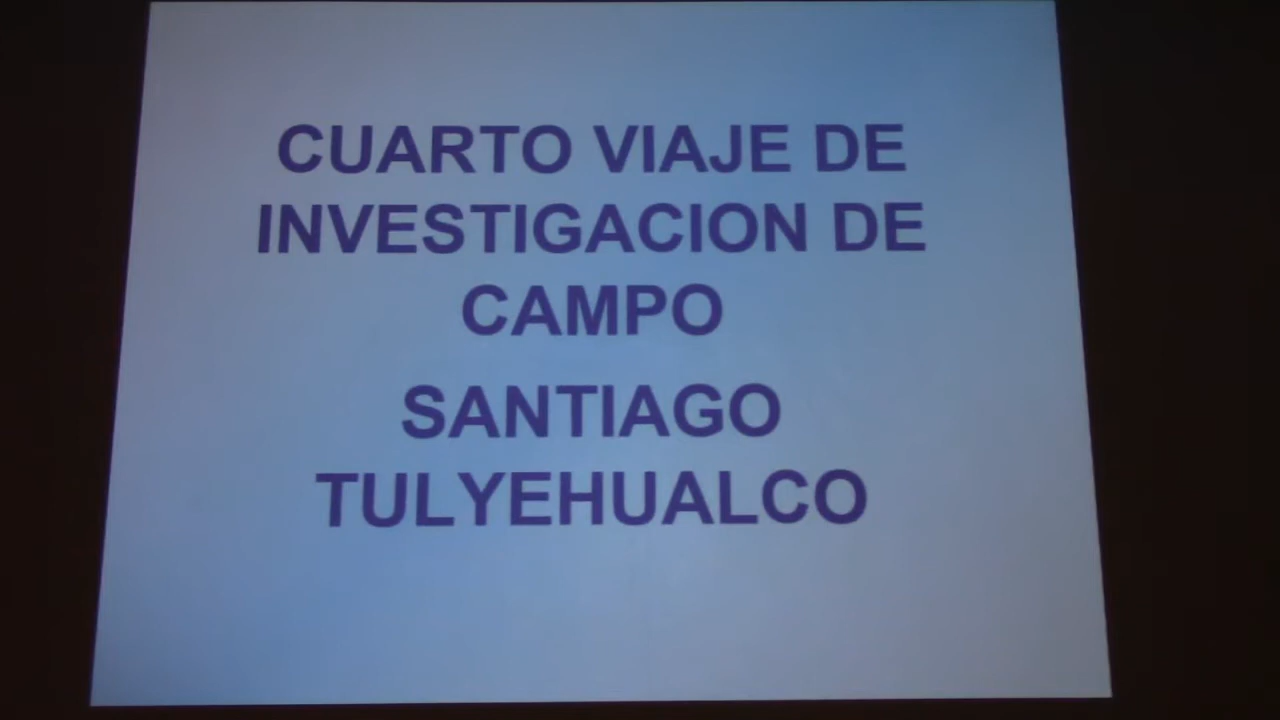 CUARTO VIAJE DE
INVESTIGACION DE
CAMPO
SANTIAGO
TULYEHUALCO